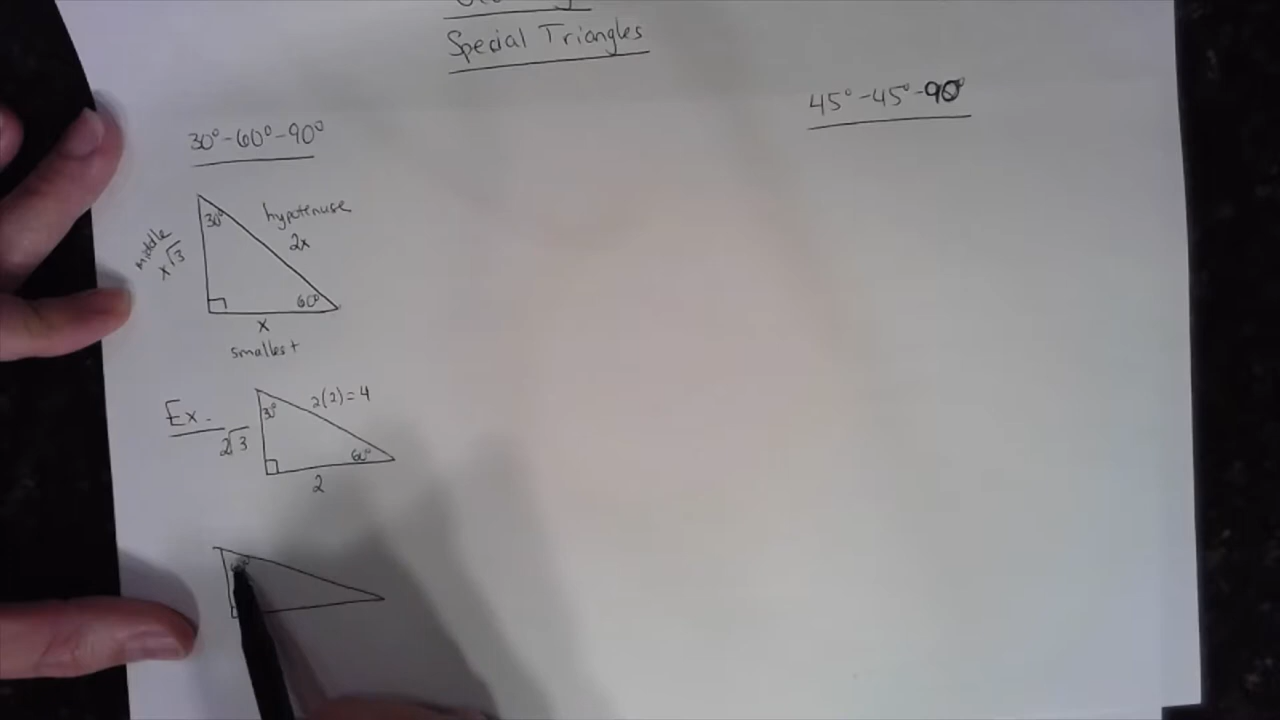 Special Triangles
30°-60°-90°
45°-45°-90°
30°
hypotenuse
2x
middle
x√3
60°
x
smallest
Ex.
30°
2(2)=4
2√3
60°
2